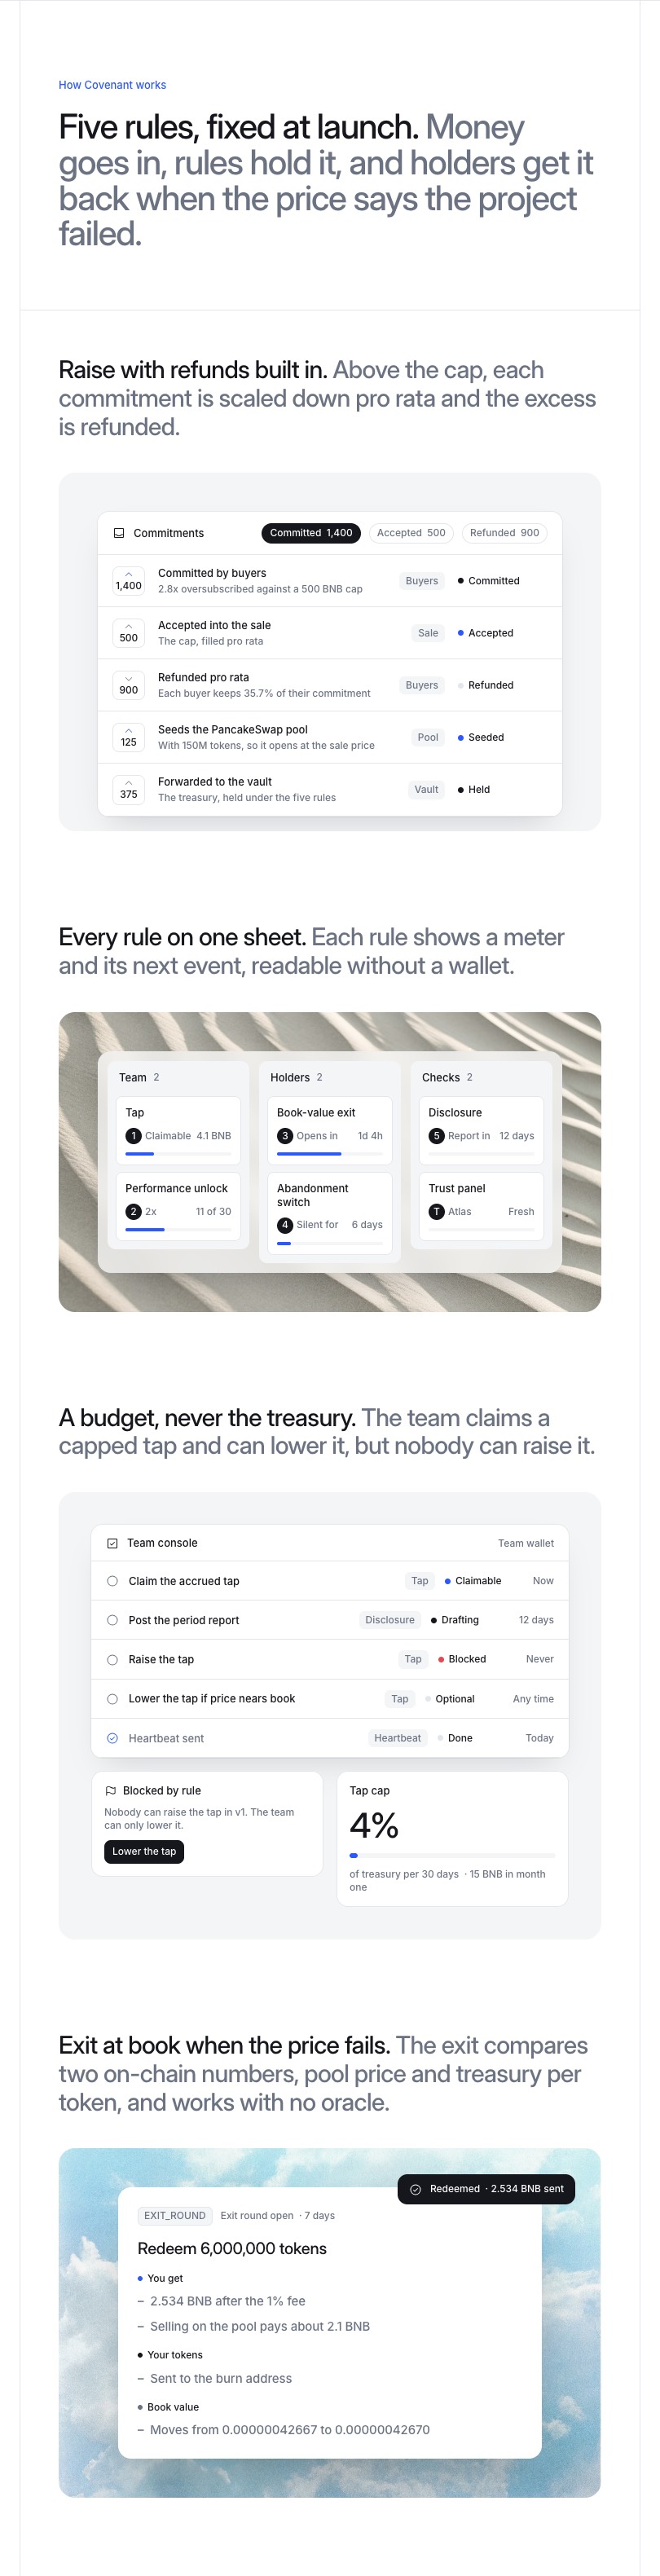 How Covenant works
Five rules, fixed at launch. Money
goes in, rules hold it, and holders get it
back when the price says the project
failed.
Raise with refunds built in. Above the cap, each
commitment is scaled down pro rata and the excess
is refunded.
Commitments
Committed 1,400
Accepted 500
Refunded 900
1,400
Committed by buyers
2.8x oversubscribed against a 500 BNB cap
Buyers
Committed
500
Accepted into the sale
The cap, filled pro rata
Sale
Accepted
900
Refunded pro rata
Each buyer keeps 35.7% of their commitment
Buyers
Refunded
125
Seeds the PancakeSwap pool
With 150M tokens, so it opens at the sale price
Pool
Seeded
375
Forwarded to the vault
The treasury, held under the five rules
Vault
Held
Every rule on one sheet. Each rule shows a meter
and its next event, readable without a wallet.
Team 2
Tap
1 Claimable 4.1 BNB
Performance unlock
2 2x 11 of 30
Holders 2
Book-value exit
3 Opens in 1d 4h
Abandonment
switch
4 Silent for 6 days
Checks 2
Disclosure
5 Report in 12 days
Trust panel
T Atlas Fresh
A budget, never the treasury. The team claims a
capped tap and can lower it, but nobody can raise it.
Team console
Team wallet
Claim the accrued tap
Tap
Claimable
Now
Post the period report
Disclosure
Drafting
12 days
Raise the tap
Tap
Blocked
Never
Lower the tap if price nears book
Tap
Optional
Any time
Heartbeat sent
Heartbeat
Done
Today
Blocked by rule
Nobody can raise the tap in v1. The team
can only lower it.
Lower the tap
Tap cap
4%
of treasury per 30 days · 15 BNB in month
one
Exit at book when the price fails. The exit compares
two on-chain numbers, pool price and treasury per
token, and works with no oracle.
Redeemed · 2.534 BNB sent
EXIT_ROUND
Exit round open · 7 days
Redeem 6,000,000 tokens
You get
– 2.534 BNB after the 1% fee
– Selling on the pool pays about 2.1 BNB
Your tokens
– Sent to the burn address
Book value
– Moves from 0.00000042667 to 0.00000042670